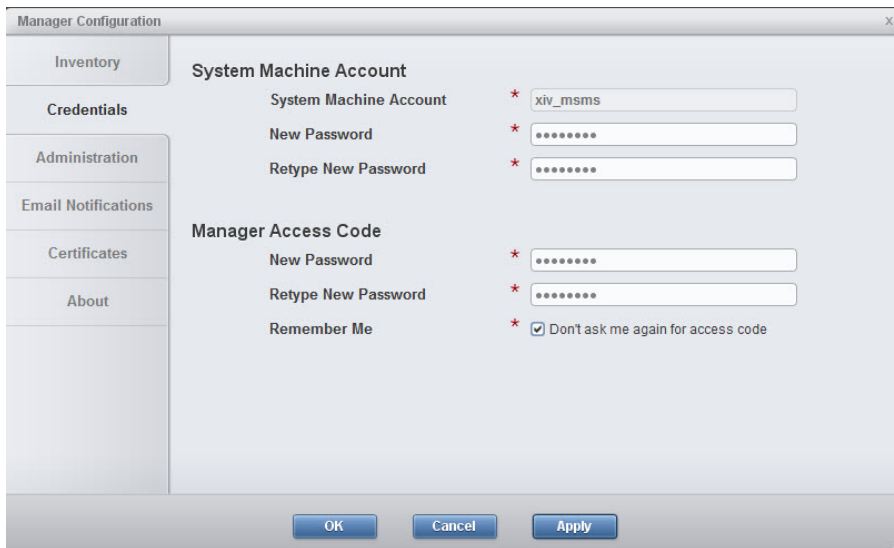 Manager Configuration x
Inventory
Credentials
Administration
Email Notifications
Certificates
About
System Machine Account
System Machine Account * xiv_msms
New Password * ●●●●●●●●
Retype New Password * ●●●●●●●●
Manager Access Code
New Password * ●●●●●●●●
Retype New Password * ●●●●●●●●
Remember Me * Don't ask me again for access code
OK Cancel Apply